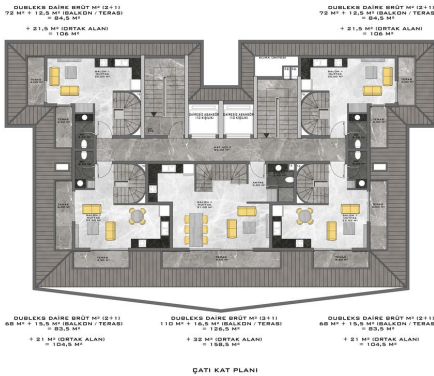 DUBLEKS DAİRE BRÜT M² (2+1)
72 M² + 12,5 M² (BALKON / TERAS)
= 84,5 M²
+ 21,5 M² (ORTAK ALAN)
= 106 M²
DUBLEKS DAİRE BRÜT M² (2+1)
72 M² + 12,5 M² (BALKON / TERAS)
= 84,5 M²
+ 21,5 M² (ORTAK ALAN)
= 106 M²
DUBLEKS DAİRE BRÜT M² (2+1)
68 M² + 15,5 M² (BALKON / TERAS)
= 83,5 M²
+ 21 M² (ORTAK ALAN)
= 104,5 M²
DUBLEKS DAİRE BRÜT M² (3+1)
110 M² + 16,5 M² (BALKON / TERAS)
= 126,5 M²
+ 32 M² (ORTAK ALAN)
= 158,5 M²
DUBLEKS DAİRE BRÜT M² (2+1)
68 M² + 15,5 M² (BALKON / TERAS)
= 83,5 M²
+ 21 M² (ORTAK ALAN)
= 104,5 M²
ÇATI KAT PLANI